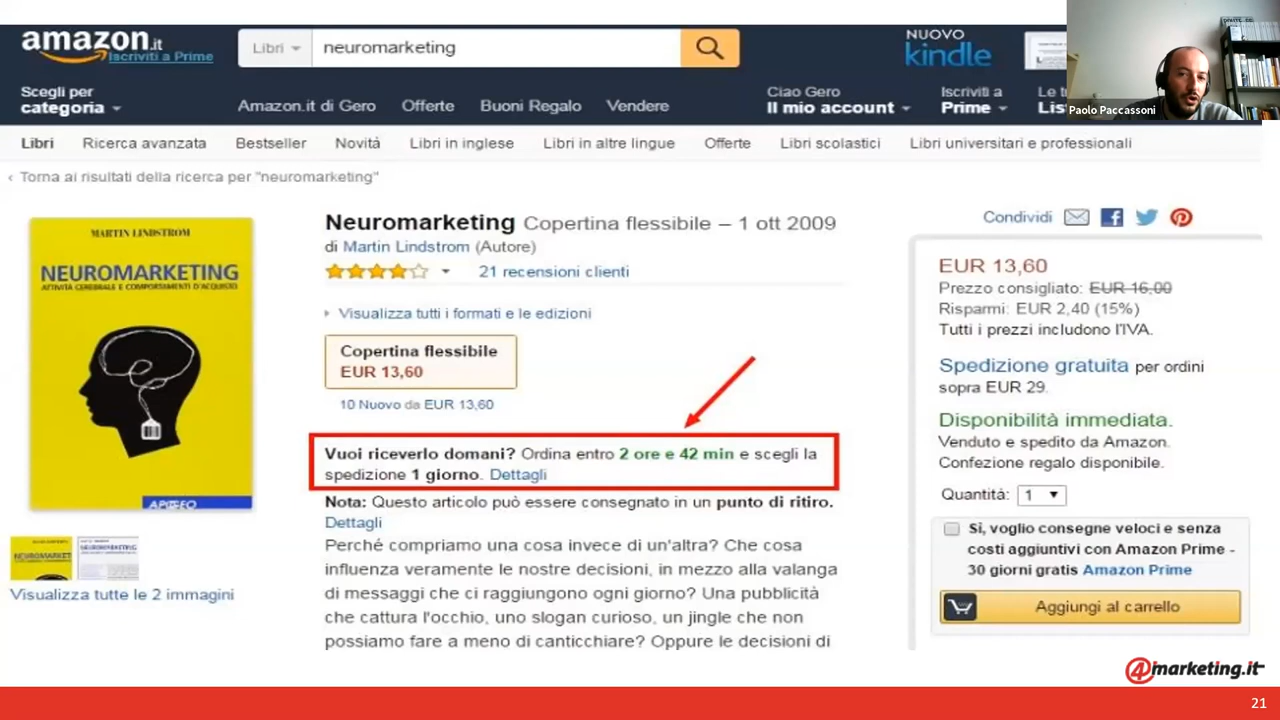 amazon.it
Iscriviti a Prime
Libri
neuromarketing
NUOVO
kindle
Paolo Paccassoni
Scegli per
categoria
Amazon.it di Gero
Offerte
Buoni Regalo
Vendere
Ciao Gero
Il mio account
Iscriviti a
Prime
Le tu
List
Libri
Ricerca avanzata
Bestseller
Novità
Libri in inglese
Libri in altre lingue
Offerte
Libri scolastici
Libri universitari e professionali
‹ Torna ai risultati della ricerca per "neuromarketing"
MARTIN LINDSTROM
NEUROMARKETING
ATTIVITÀ CEREBRALE E COMPORTAMENTI D'ACQUISTO
APOGEO
NEUROMARKETING
NEUROMARKETING
Visualizza tutte le 2 immagini
Neuromarketing Copertina flessibile – 1 ott 2009
di Martin Lindstrom (Autore)
21 recensioni clienti
Visualizza tutti i formati e le edizioni
Copertina flessibile
EUR 13,60
10 Nuovo da EUR 13,60
Vuoi riceverlo domani? Ordina entro 2 ore e 42 min e scegli la
spedizione 1 giorno. Dettagli
Nota: Questo articolo può essere consegnato in un punto di ritiro.
Dettagli
Perché compriamo una cosa invece di un'altra? Che cosa
influenza veramente le nostre decisioni, in mezzo alla valanga
di messaggi che ci raggiungono ogni giorno? Una pubblicità
che cattura l'occhio, uno slogan curioso, un jingle che non
possiamo fare a meno di canticchiare? Oppure le decisioni di
Condividi
EUR 13,60
Prezzo consigliato: EUR 16,00
Risparmi: EUR 2,40 (15%)
Tutti i prezzi includono l'IVA.
Spedizione gratuita per ordini
sopra EUR 29.
Disponibilità immediata.
Venduto e spedito da Amazon.
Confezione regalo disponibile.
Quantità: 1
Sì, voglio consegne veloci e senza
costi aggiuntivi con Amazon Prime -
30 giorni gratis Amazon Prime
Aggiungi al carrello
4marketing.it
21